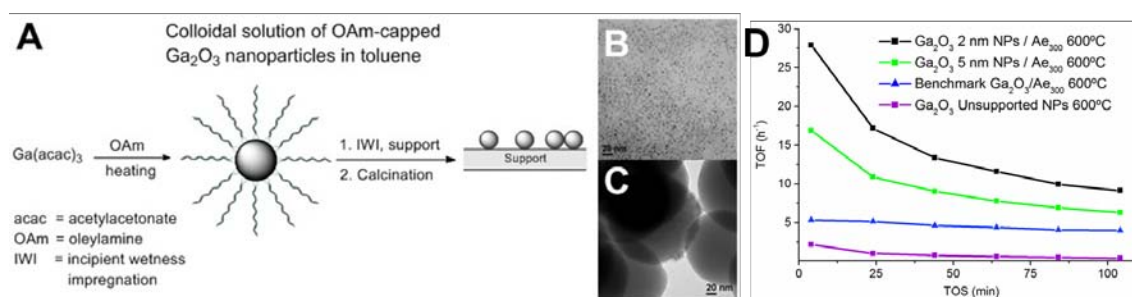 A
Colloidal solution of OAm-capped
Ga₂O₃ nanoparticles in toluene
Ga(acac)₃
OAm
heating
1. IWI, support
2. Calcination
Support
acac = acetylacetonate
OAm = oleylamine
IWI = incipient wetness
impregnation
B
20 nm
C
20 nm
D
Ga₂O₃ 2 nm NPs / Ae₃₀₀ 600ºC
Ga₂O₃ 5 nm NPs / Ae₃₀₀ 600ºC
Benchmark Ga₂O₃/Ae₃₀₀ 600ºC
Ga₂O₃ Unsupported NPs 600ºC
TOF (h⁻¹)
30
25
20
15
10
5
0 25 50 75 100
TOS (min)